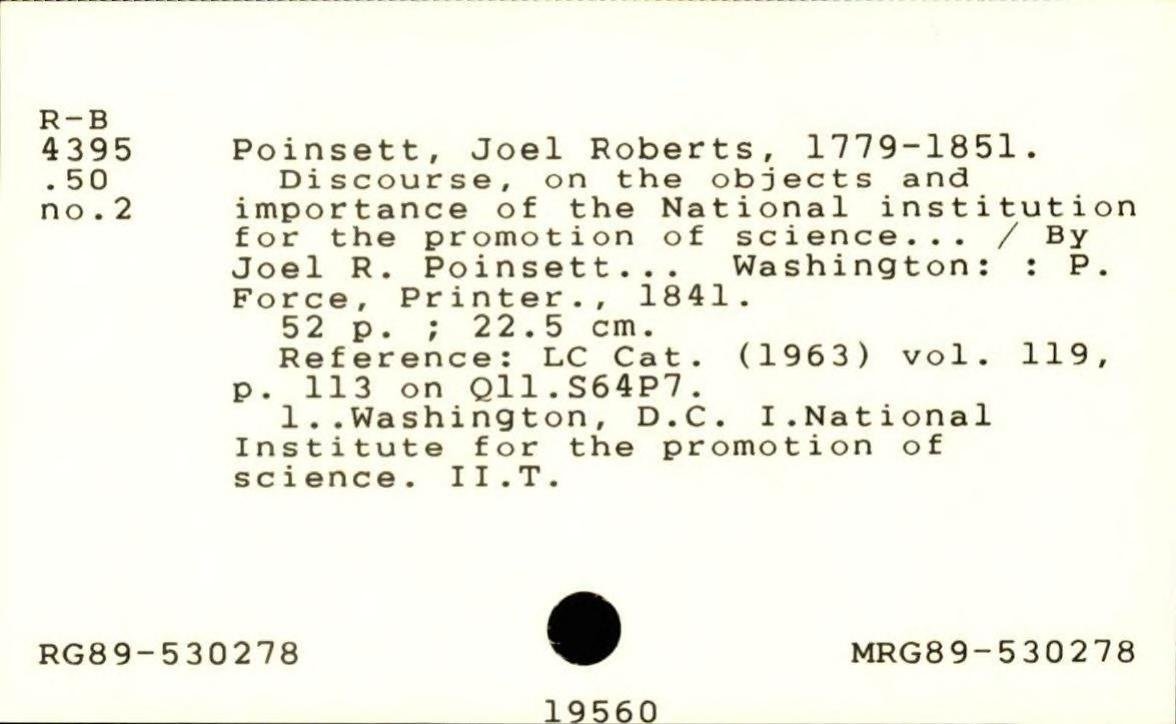 R-B
4395 Poinsett, Joel Roberts, 1779-1851.
.50 Discourse, on the objects and
no.2 importance of the National institution
for the promotion of science... / By
Joel R. Poinsett... Washington: : P.
Force, Printer., 1841.
52 p. ; 22.5 cm.
Reference: LC Cat. (1963) vol. 119,
p. 113 on Q11.S64P7.
1..Washington, D.C. I.National
Institute for the promotion of
science. II.T.
RG89-530278 MRG89-530278
19560